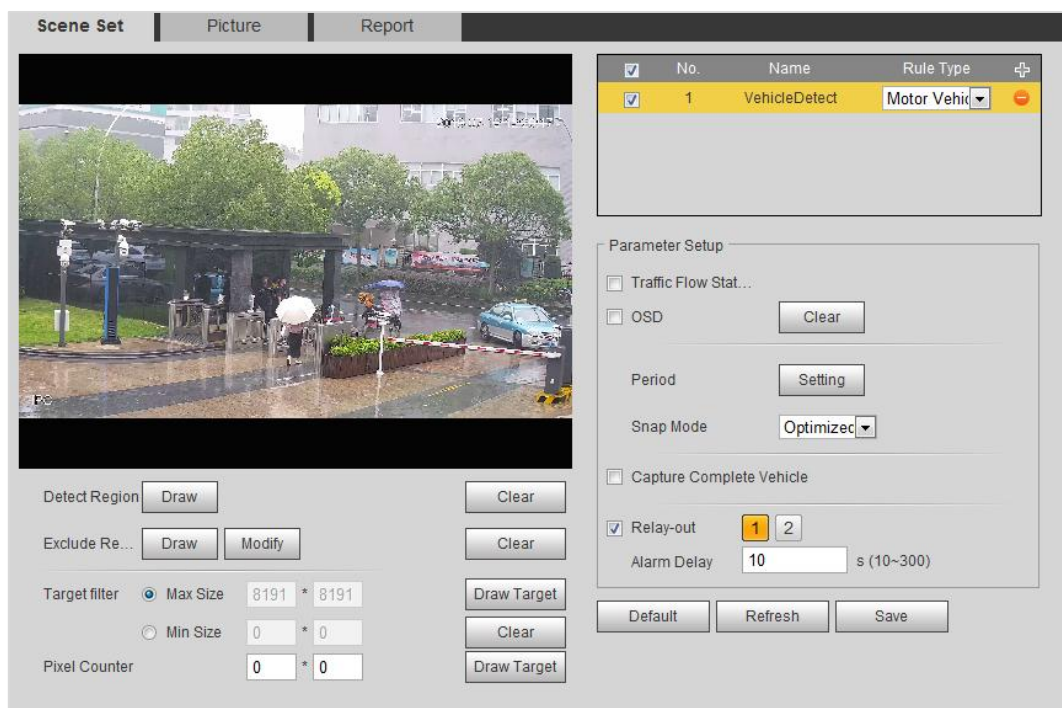 Scene Set Picture Report
No. Name Rule Type
1 VehicleDetect Motor Vehic
Parameter Setup
Traffic Flow Stat...
OSD Clear
Period Setting
Snap Mode Optimized
Capture Complete Vehicle
Relay-out 1 2
Alarm Delay 10 s (10~300)
Default Refresh Save
IPC
Detect Region Draw Clear
Exclude Re... Draw Modify Clear
Target filter Max Size 8191 * 8191 Draw Target
Min Size 0 * 0 Clear
Pixel Counter 0 * 0 Draw Target